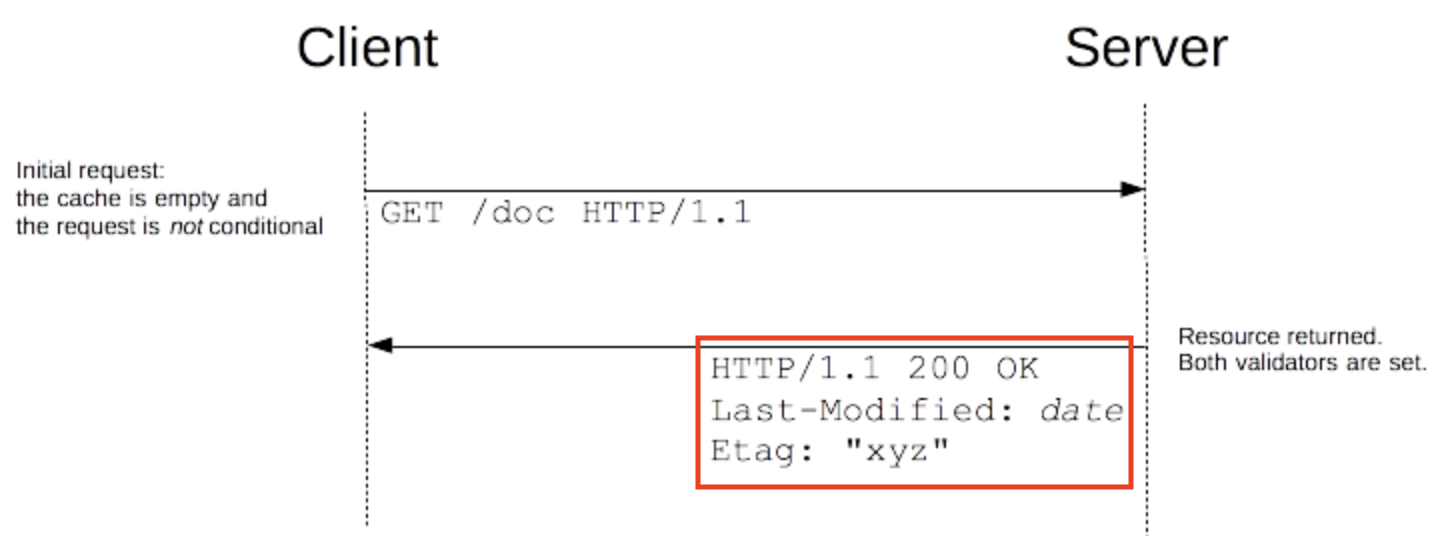 Client
Server
Initial request:
the cache is empty and
the request is not conditional
GET /doc HTTP/1.1
Resource returned.
Both validators are set.
HTTP/1.1 200 OK
Last-Modified: date
Etag: "xyz"